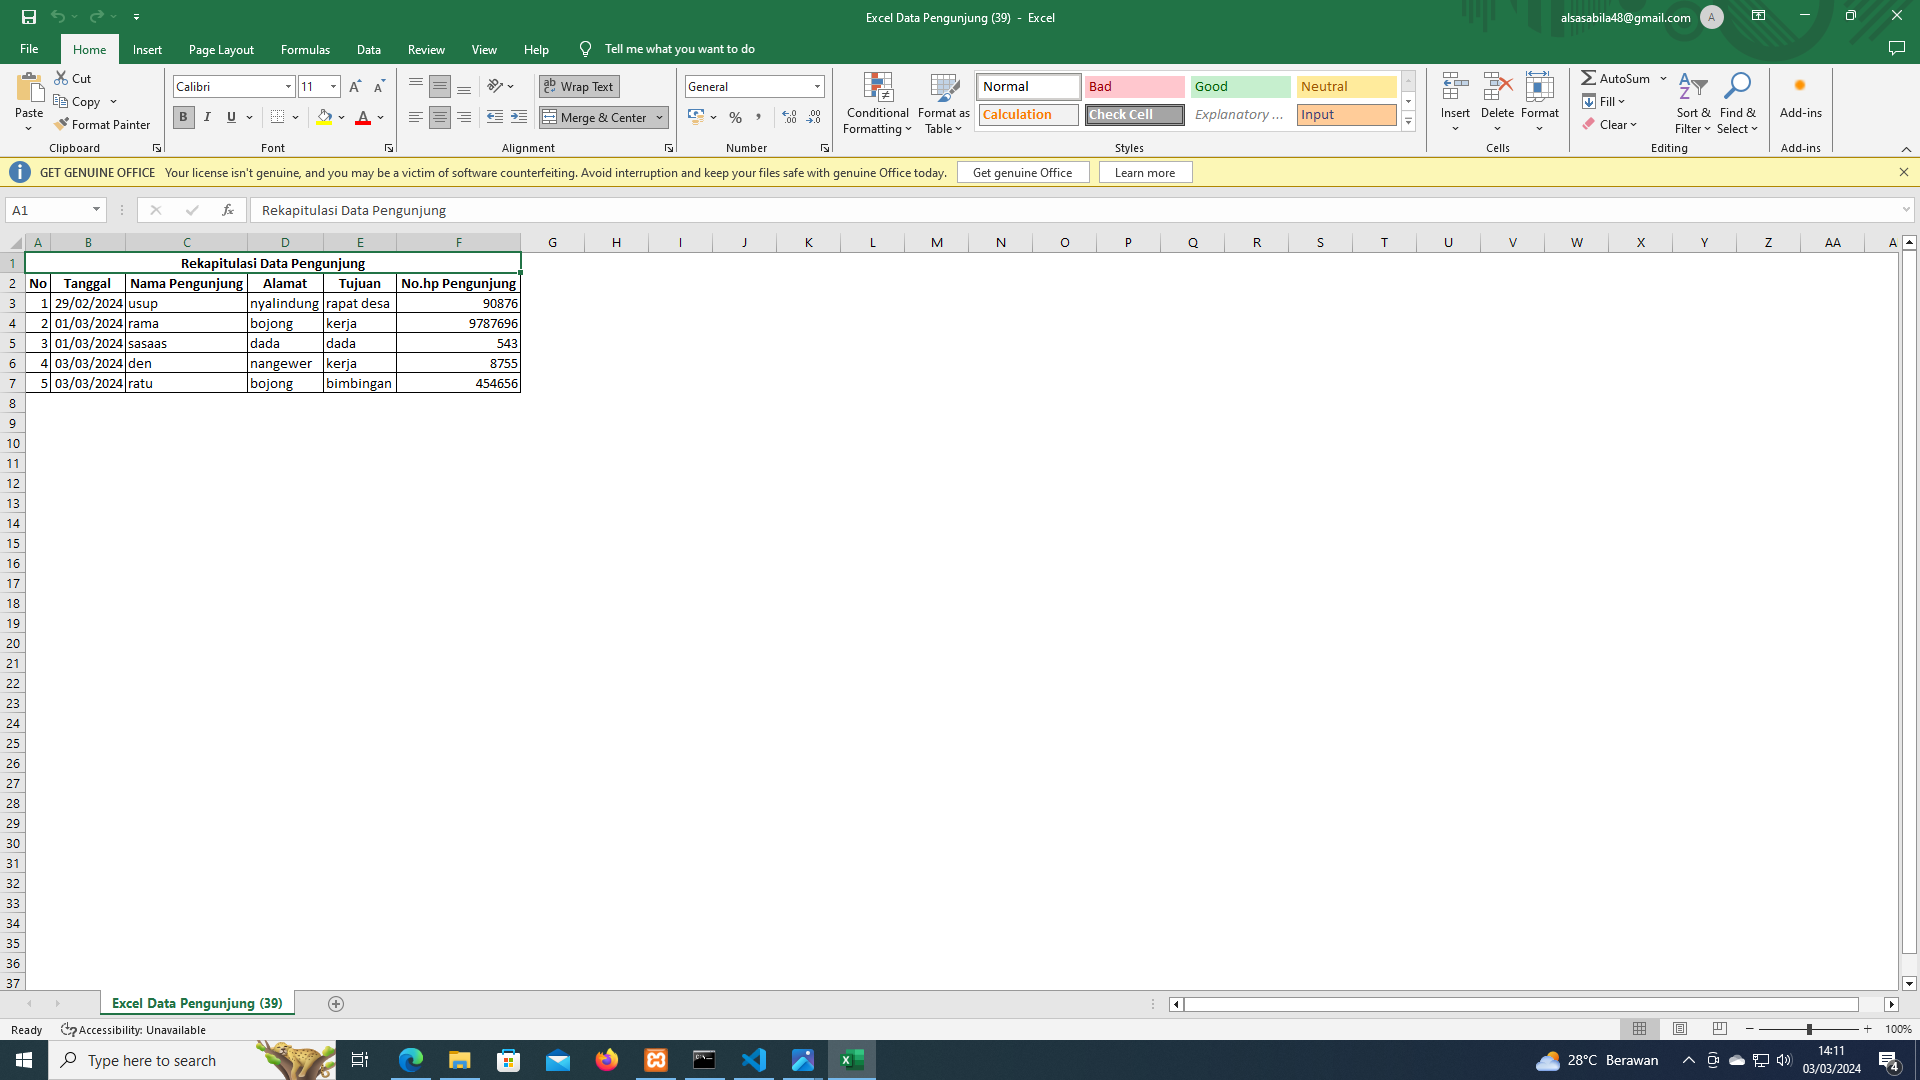 Excel Data Pengunjung (39) - Excel
alsasabila48@gmail.com A
File Home Insert Page Layout Formulas Data Review View Help Tell me what you want to do
Paste
Cut
Copy
Format Painter
Clipboard
Calibri 11 A A
B I U A
Font
ab Wrap Text
Merge & Center
Alignment
General
% ,
Number
Conditional Formatting
Format as Table
Normal Bad Good Neutral
Calculation Check Cell Explanatory ... Input
Styles
Insert Delete Format
Cells
AutoSum
Fill
Clear
Sort & Filter
Find & Select
Editing
Add-ins
Add-ins
GET GENUINE OFFICE Your license isn't genuine, and you may be a victim of software counterfeiting. Avoid interruption and keep your files safe with genuine Office today. Get genuine Office Learn more
A1 fx Rekapitulasi Data Pengunjung
A B C D E F G H I J K L M N O P Q R S T U V W X Y Z AA A
1 Rekapitulasi Data Pengunjung
2 No Tanggal Nama Pengunjung Alamat Tujuan No.hp Pengunjung
3 1 29/02/2024 usup nyalindung rapat desa 90876
4 2 01/03/2024 rama bojong kerja 9787696
5 3 01/03/2024 sasaas dada dada 543
6 4 03/03/2024 den nangewer kerja 8755
7 5 03/03/2024 ratu bojong bimbingan 454656
8
9
10
11
12
13
14
15
16
17
18
19
20
21
22
23
24
25
26
27
28
29
30
31
32
33
34
35
36
37
Excel Data Pengunjung (39)
Ready Accessibility: Unavailable 100%
Type here to search
28°C Berawan
14:11
03/03/2024
4